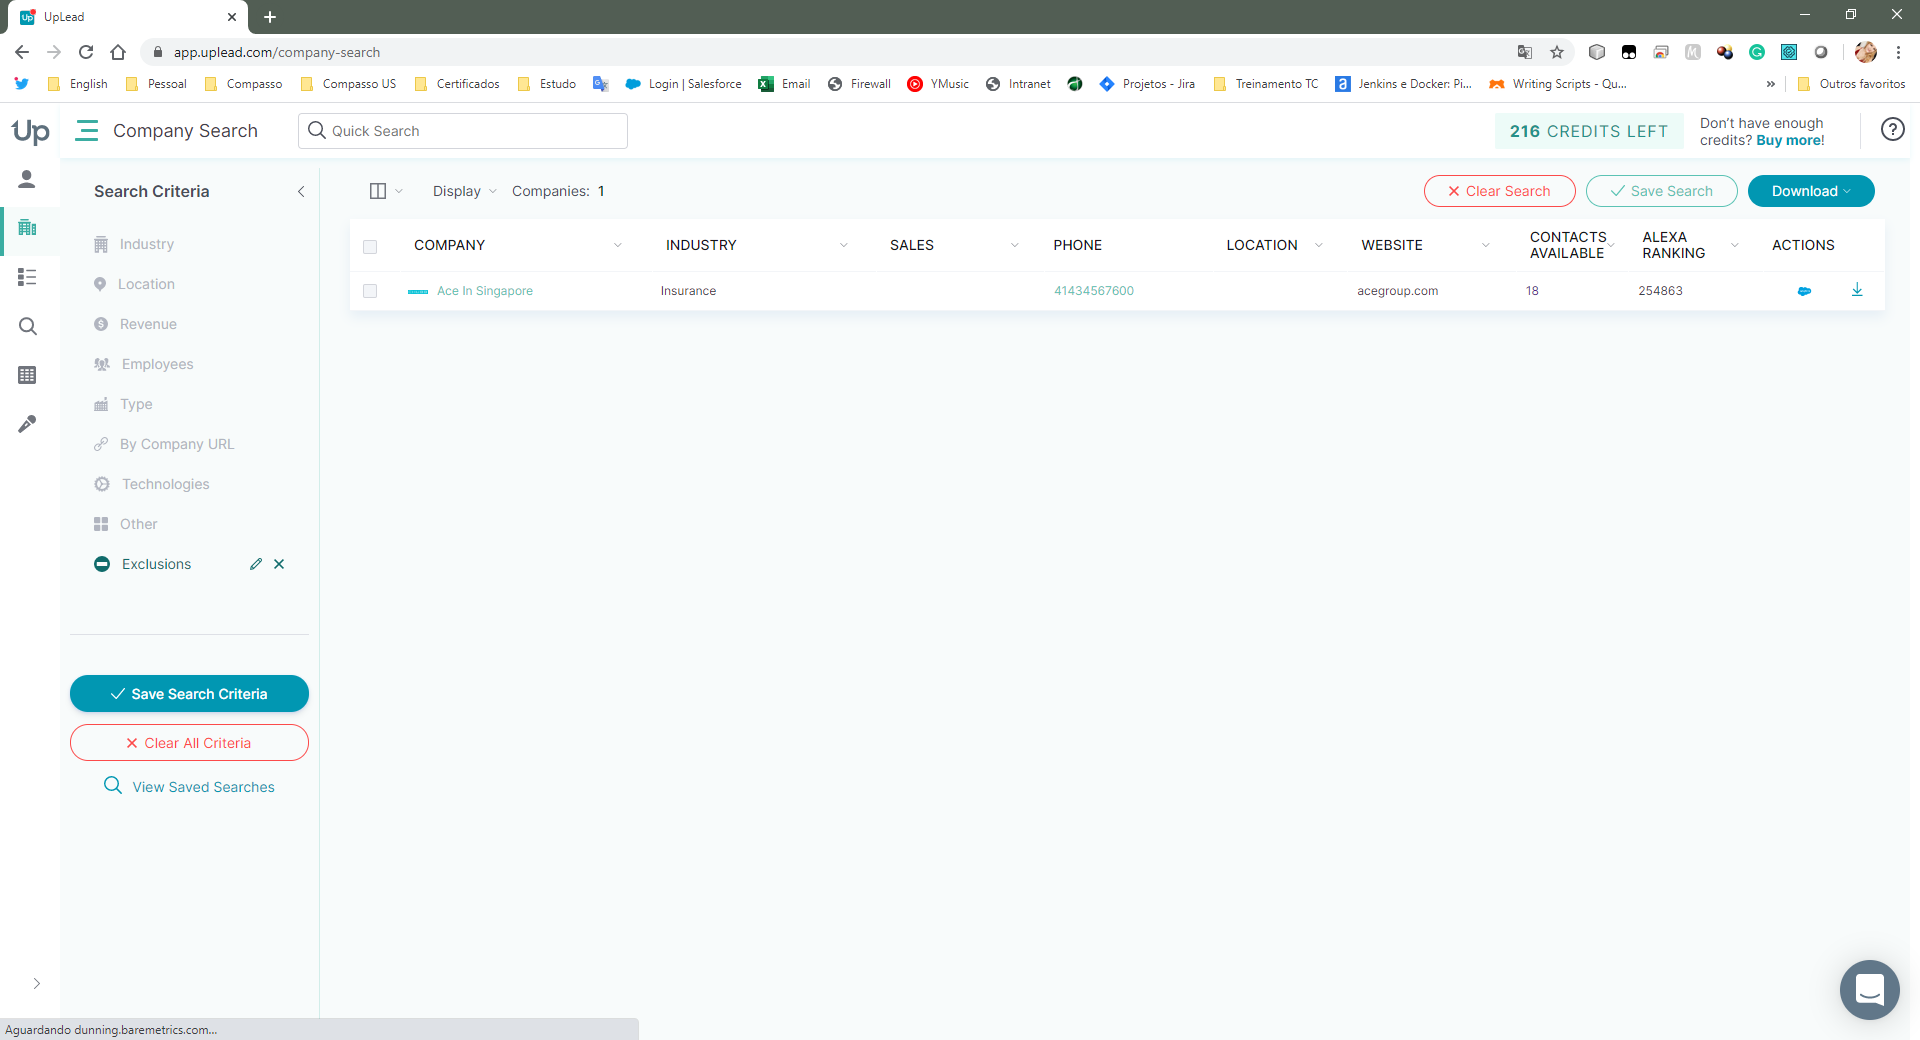 UpLead
app.uplead.com/company-search
English
Pessoal
Compasso
Compasso US
Certificados
Estudo
Login | Salesforce
Email
Firewall
YMusic
Intranet
Projetos - Jira
Treinamento TC
Jenkins e Docker: Pi...
Writing Scripts - Qu...
»
Outros favoritos
Up
Company Search
Quick Search
216 CREDITS LEFT
Don't have enough
credits? Buy more!
Search Criteria
Display
Companies: 1
Clear Search
Save Search
Download
Industry
Location
Revenue
Employees
Type
By Company URL
Technologies
Other
Exclusions
COMPANY
INDUSTRY
SALES
PHONE
LOCATION
WEBSITE
CONTACTS
AVAILABLE
ALEXA
RANKING
ACTIONS
Ace In Singapore
Insurance
41434567600
acegroup.com
18
254863
Save Search Criteria
Clear All Criteria
View Saved Searches
Aguardando dunning.baremetrics.com...